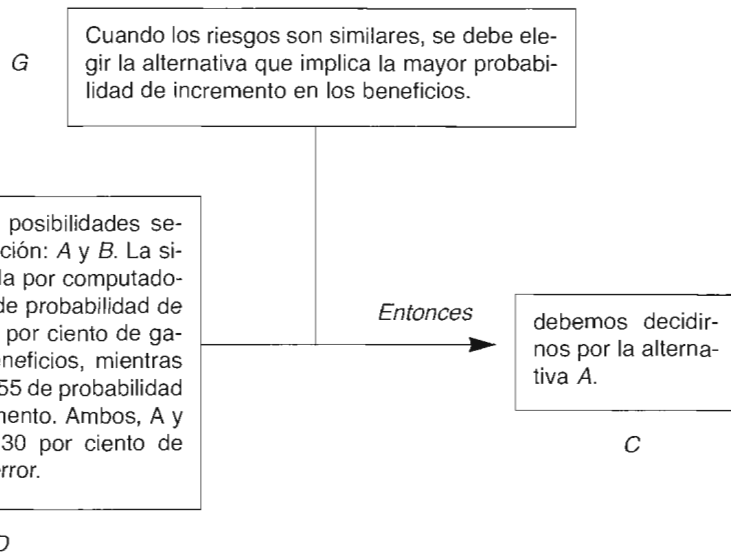 Cuando los riesgos son similares, se debe ele-
G
gir la alternativa que implica la mayor probabi-
lidad de incremento en los beneficios.
posibilidades se-
ción: A y B. La si-
la por computado-
de probabilidad de
por ciento de ga-
neficios, mientras
55 de probabilidad
mento. Ambos, A y
30 por ciento de
error.
D
Entonces
debemos decidir-
nos por la alterna-
tiva A.
C